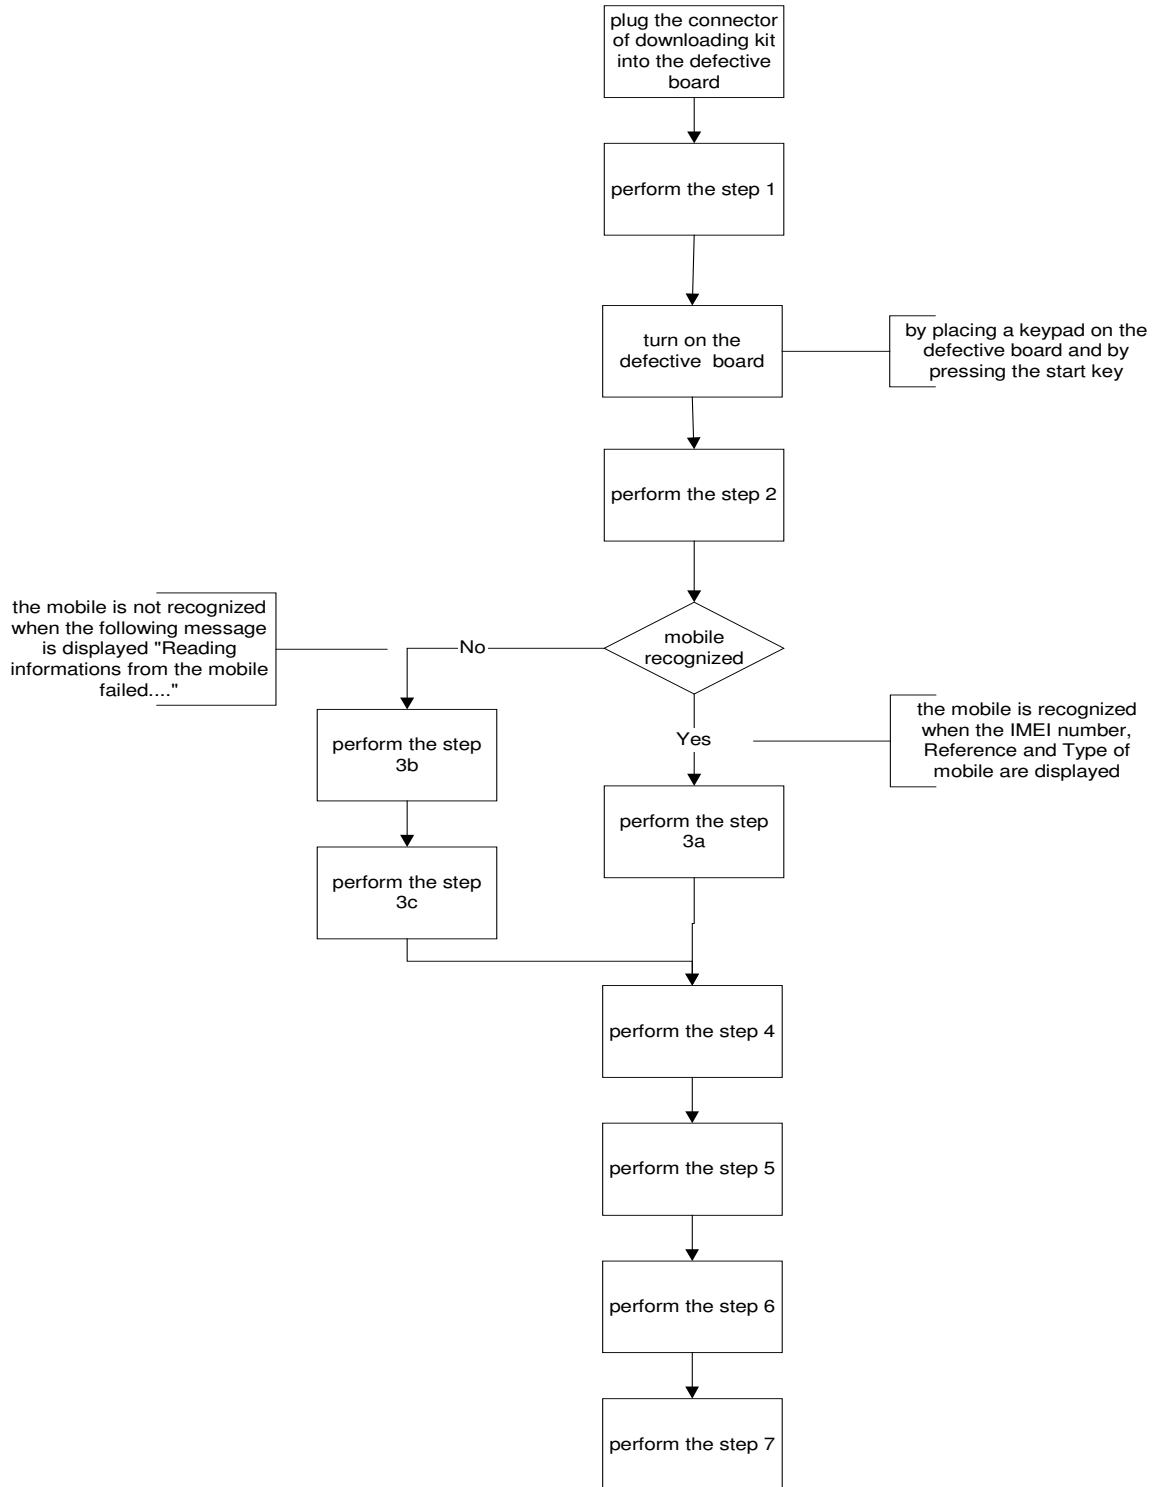 plug the connector
of downloading kit
into the defective
board
perform the step 1
turn on the
defective board
by placing a keypad on the
defective board and by
pressing the start key
perform the step 2
mobile
recognized
No
the mobile is not recognized
when the following message
is displayed "Reading
informations from the mobile
failed...."
Yes
the mobile is recognized
when the IMEI number,
Reference and Type of
mobile are displayed
perform the step
3b
perform the step
3a
perform the step
3c
perform the step 4
perform the step 5
perform the step 6
perform the step 7